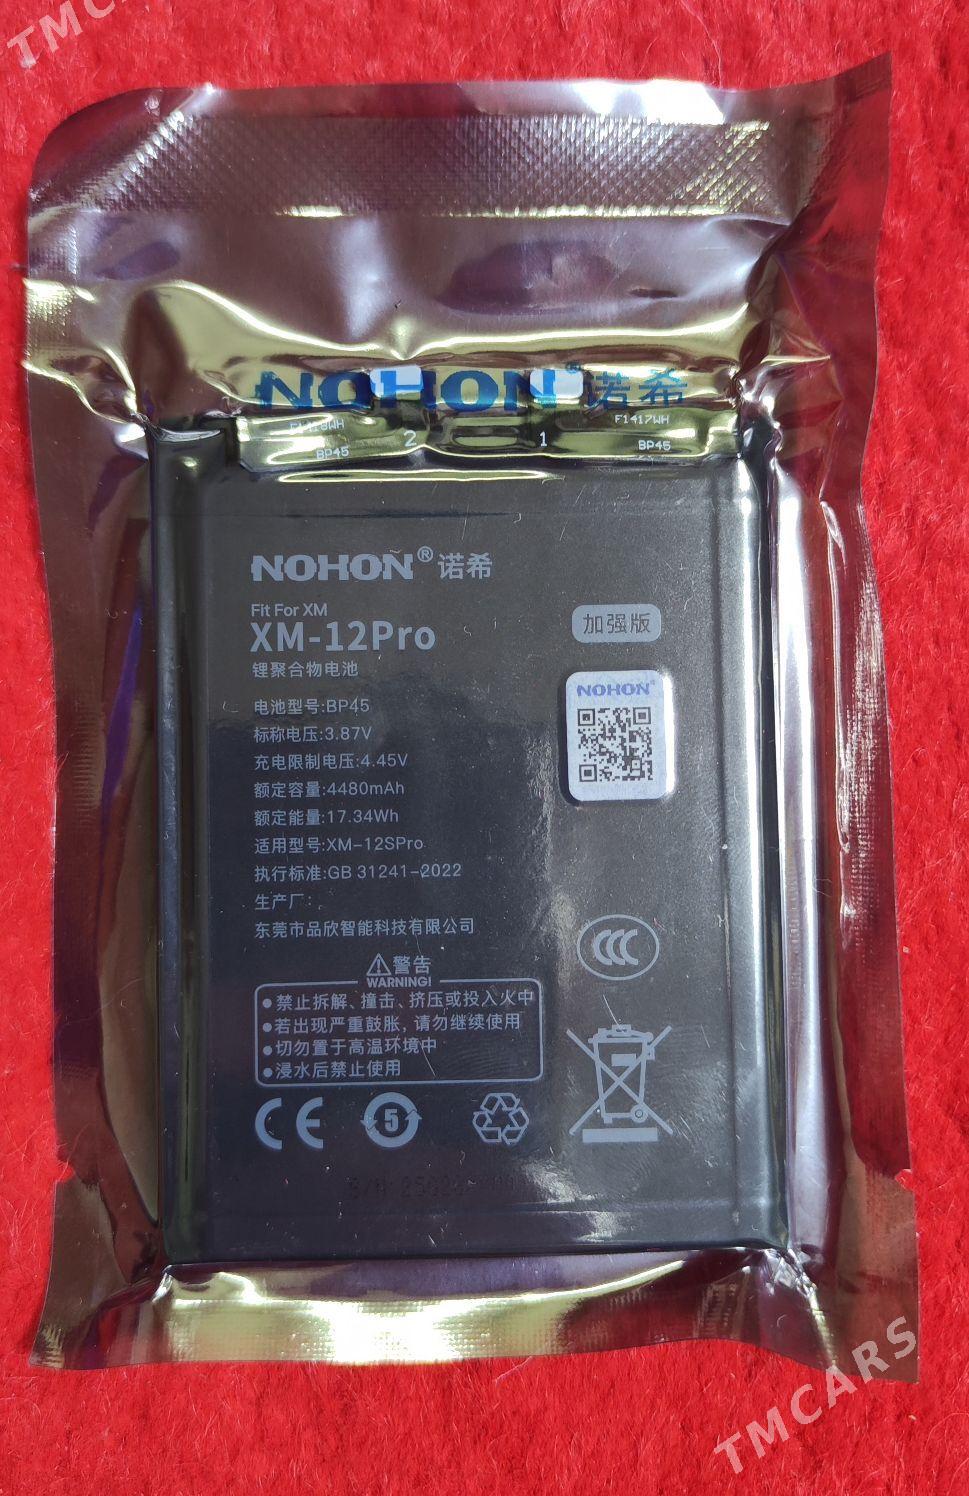 TMCARS
NOHON®诺希
F1418WH
F1417WH
2
1
BP45
BP45
NOHON®诺希
Fit For XM
XM-12Pro
加强版
锂聚合物电池
NOHON®
电池型号:BP45
标称电压:3.87V
充电限制电压:4.45V
额定容量:4480mAh
额定能量:17.34Wh
适用型号:XM-12SPro
执行标准:GB 31241-2022
生产厂:
东莞市品欣智能科技有限公司
CCC
警告
WARNING!
●禁止拆解、撞击、挤压或投入火中
●若出现严重鼓胀,请勿继续使用
●切勿置于高温环境中
●浸水后禁止使用
CE
5
S/N
TMCARS